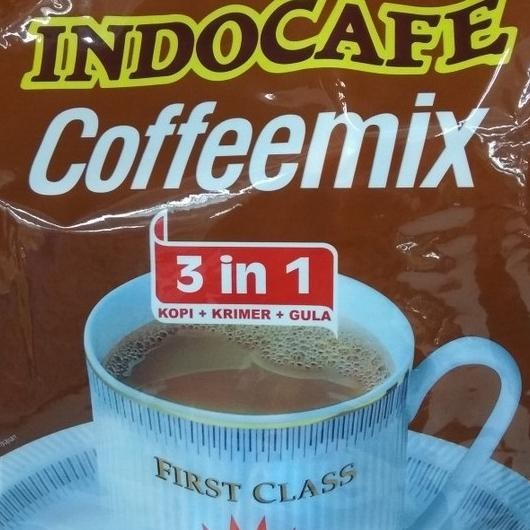 INDOCAFE
Coffeemix
3 in 1
KOPI + KRIMER + GULA
FIRST CLASS